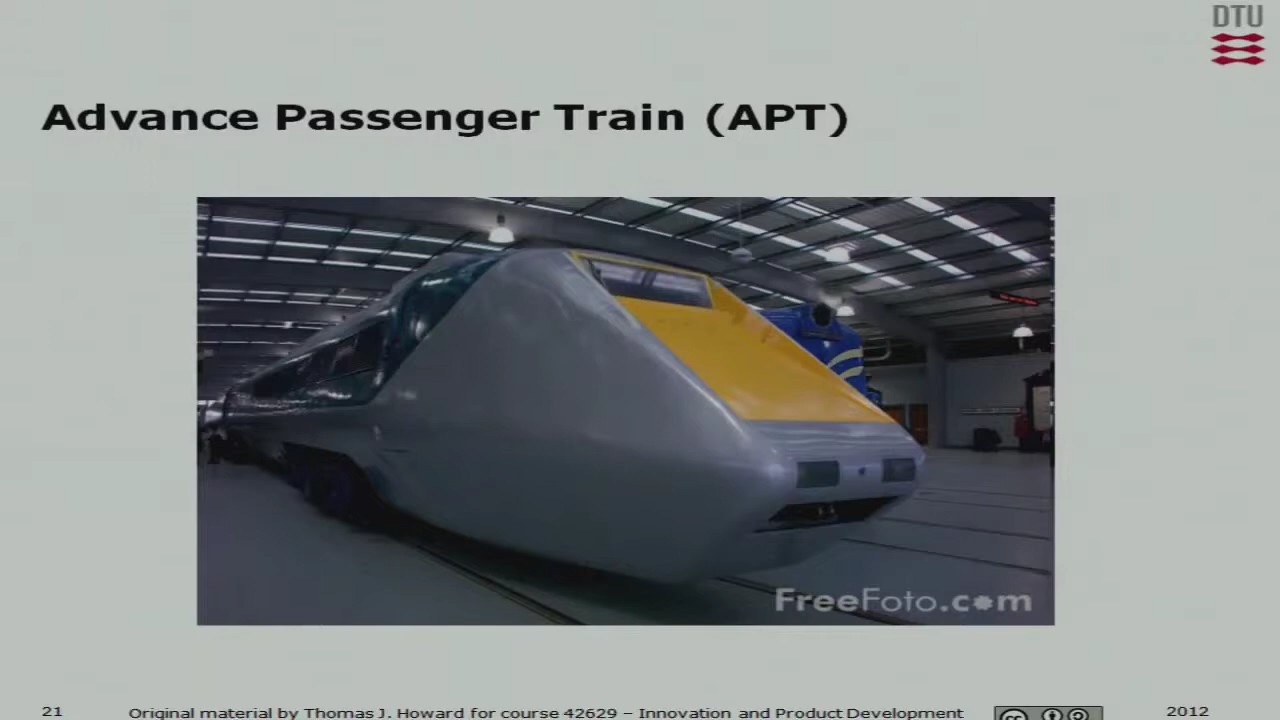 DTU
Advance Passenger Train (APT)
FreeFoto.com
21 Original material by Thomas J. Howard for course 42629 – Innovation and Product Development 2012